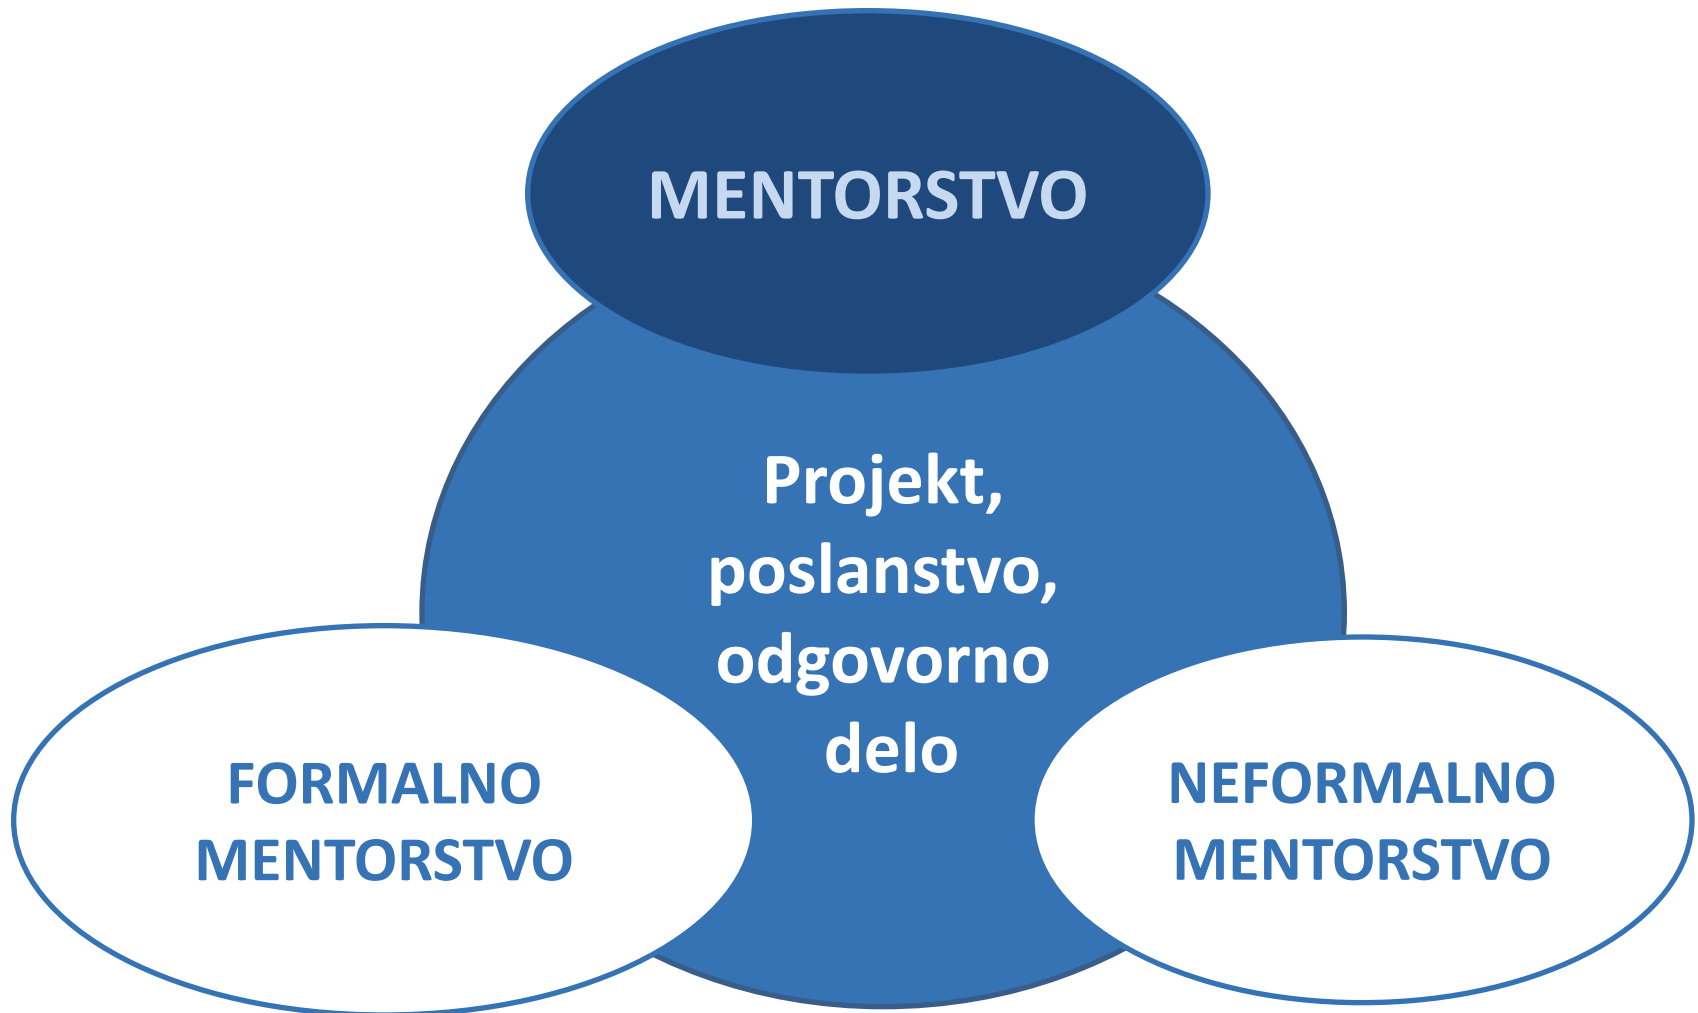 MENTORSTVO
Projekt,
poslanstvo,
odgovorno
delo
FORMALNO
MENTORSTVO
NEFORMALNO
MENTORSTVO